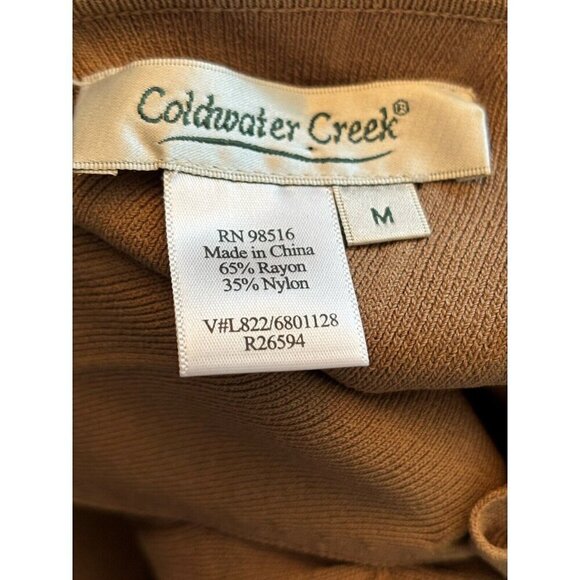 Coldwater Creek®
M
RN 98516
Made in China
65% Rayon
35% Nylon
V#L822/6801128
R26594